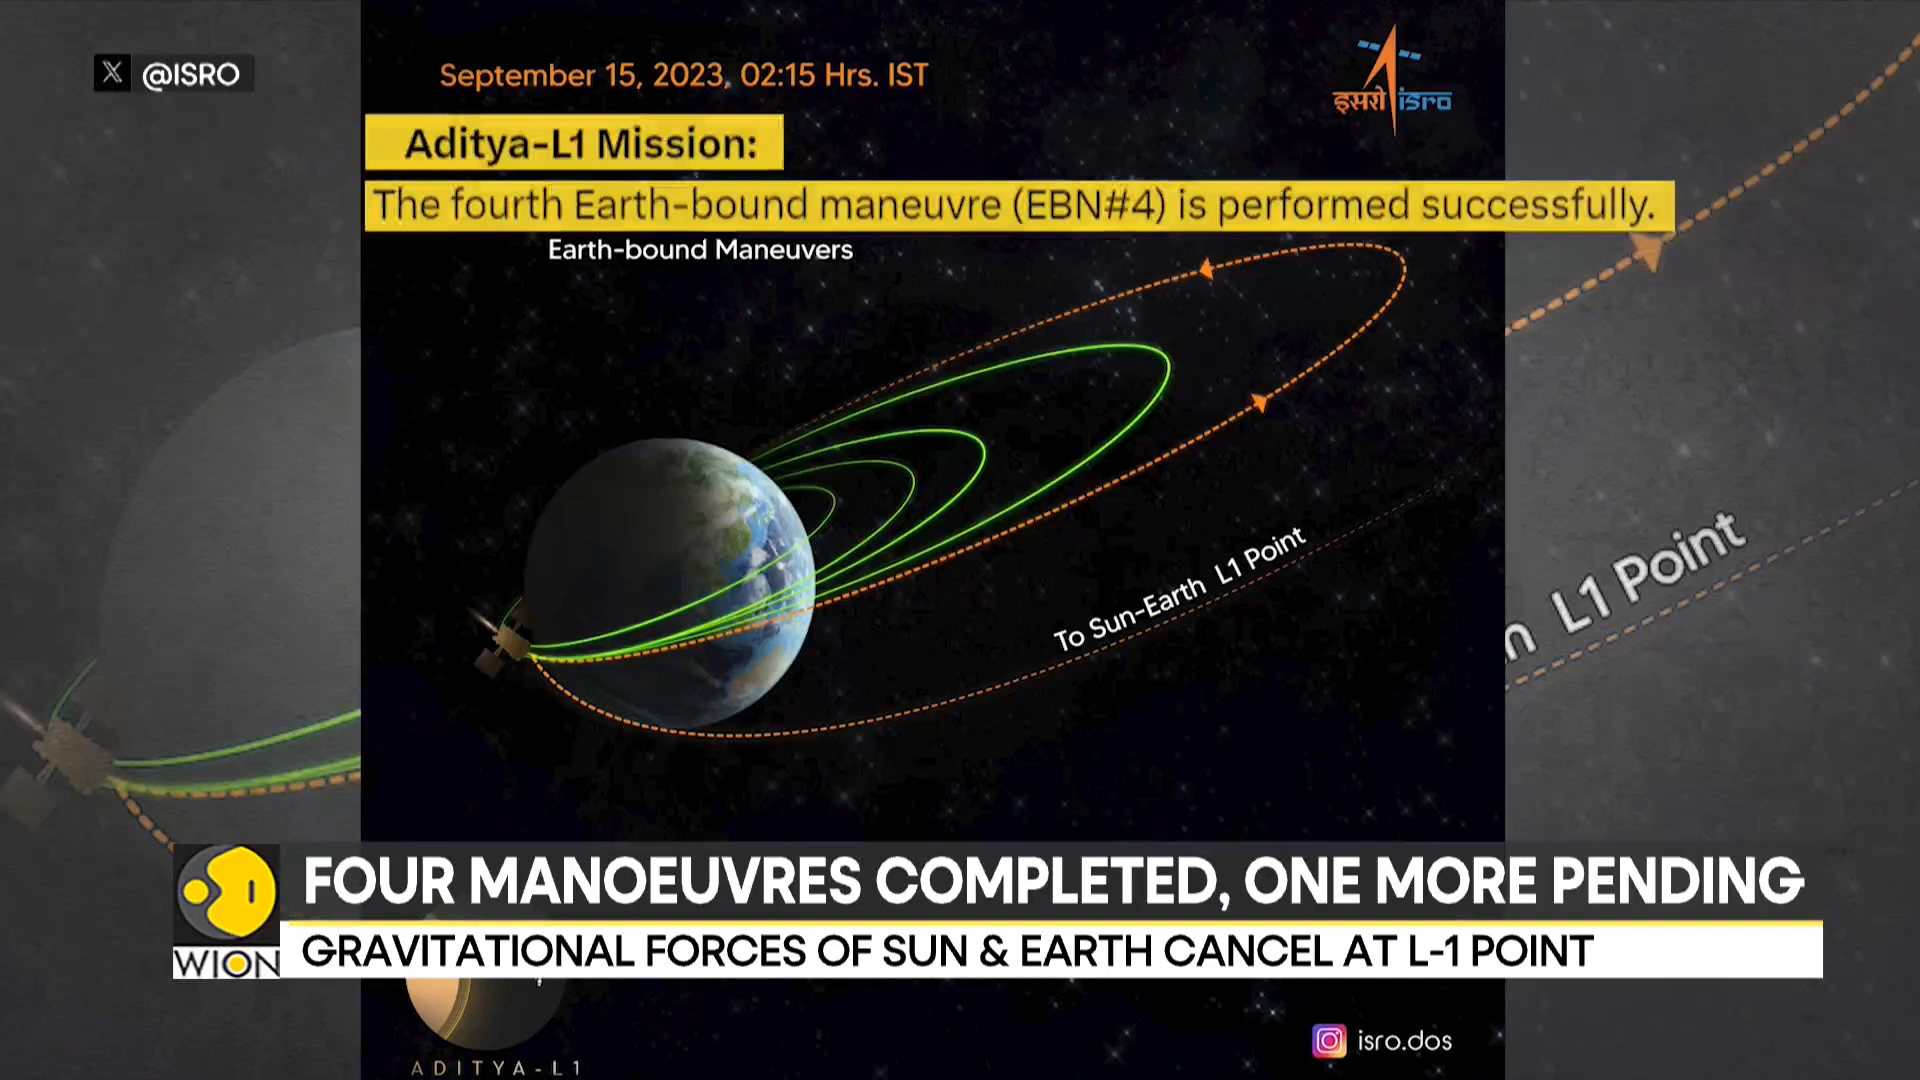 @ISRO
September 15, 2023, 02:15 Hrs. IST
इसरो isro
Aditya-L1 Mission:
The fourth Earth-bound maneuvre (EBN#4) is performed successfully.
Earth-bound Maneuvers
To Sun-Earth L1 Point
n L1 Point
FOUR MANOEUVRES COMPLETED, ONE MORE PENDING
GRAVITATIONAL FORCES OF SUN & EARTH CANCEL AT L-1 POINT
WION
isro.dos
ADITYA-L1